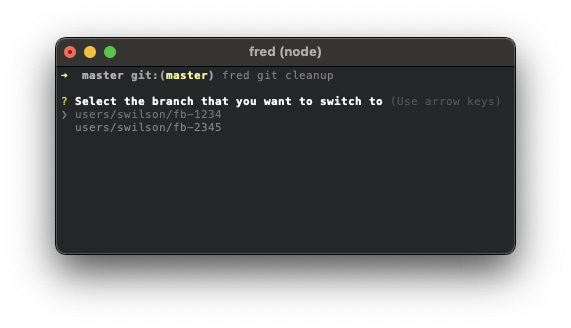 fred (node)
➜ master git:(master) fred git cleanup
? Select the branch that you want to switch to (Use arrow keys)
❯ users/swilson/fb-1234
users/swilson/fb-2345